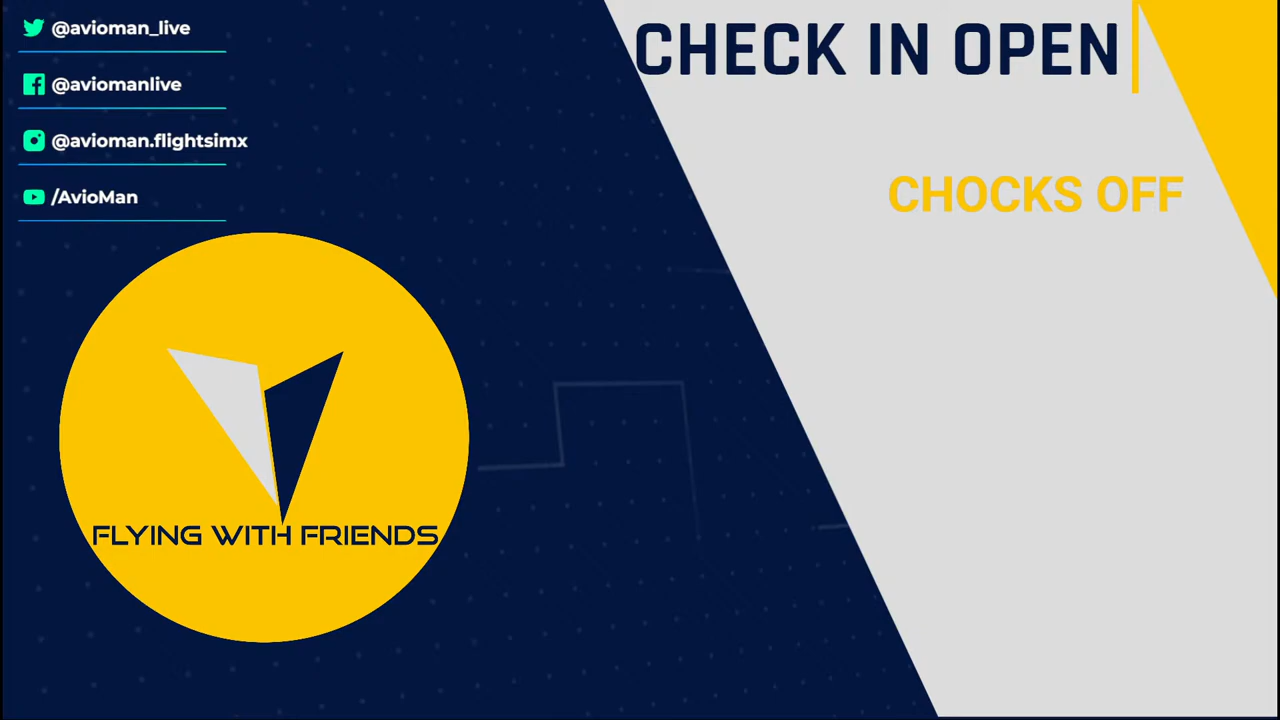 @avioman_live
@aviomanlive
@avioman.flightsimx
/AvioMan
CHECK IN OPEN
CHOCKS OFF
FLYING WITH FRIENDS